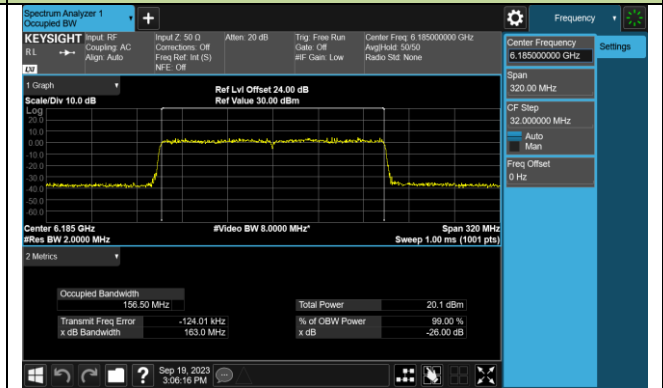 Spectrum Analyzer 1
Occupied BW
+
Frequency
KEYSIGHT
RL
Input: RF
Coupling: AC
Align: Auto
Input Z: 50 Ω
Corrections: Off
Freq Ref: Int (S)
NFE: Off
Atten: 20 dB
Trig: Free Run
Gate: Off
#IF Gain: Low
Center Freq: 6.185000000 GHz
Avg|Hold: 50/50
Radio Std: None
LNI
Center Frequency
6.185000000 GHz
Settings
Span
320.00 MHz
CF Step
32.000000 MHz
Auto
Man
Freq Offset
0 Hz
1 Graph
Scale/Div 10.0 dB
Ref Lvl Offset 24.00 dB
Ref Value 30.00 dBm
Log
20.0
10.0
0.00
-10.0
-20.0
-30.0
-40.0
-50.0
-60.0
Center 6.185 GHz
#Video BW 8.0000 MHz*
Span 320 MHz
#Res BW 2.0000 MHz
Sweep 1.00 ms (1001 pts)
2 Metrics
Occupied Bandwidth
156.50 MHz
Total Power 20.1 dBm
Transmit Freq Error -124.01 kHz
% of OBW Power 99.00 %
x dB Bandwidth 163.0 MHz
x dB -26.00 dB
?
Sep 19, 2023
3:06:16 PM